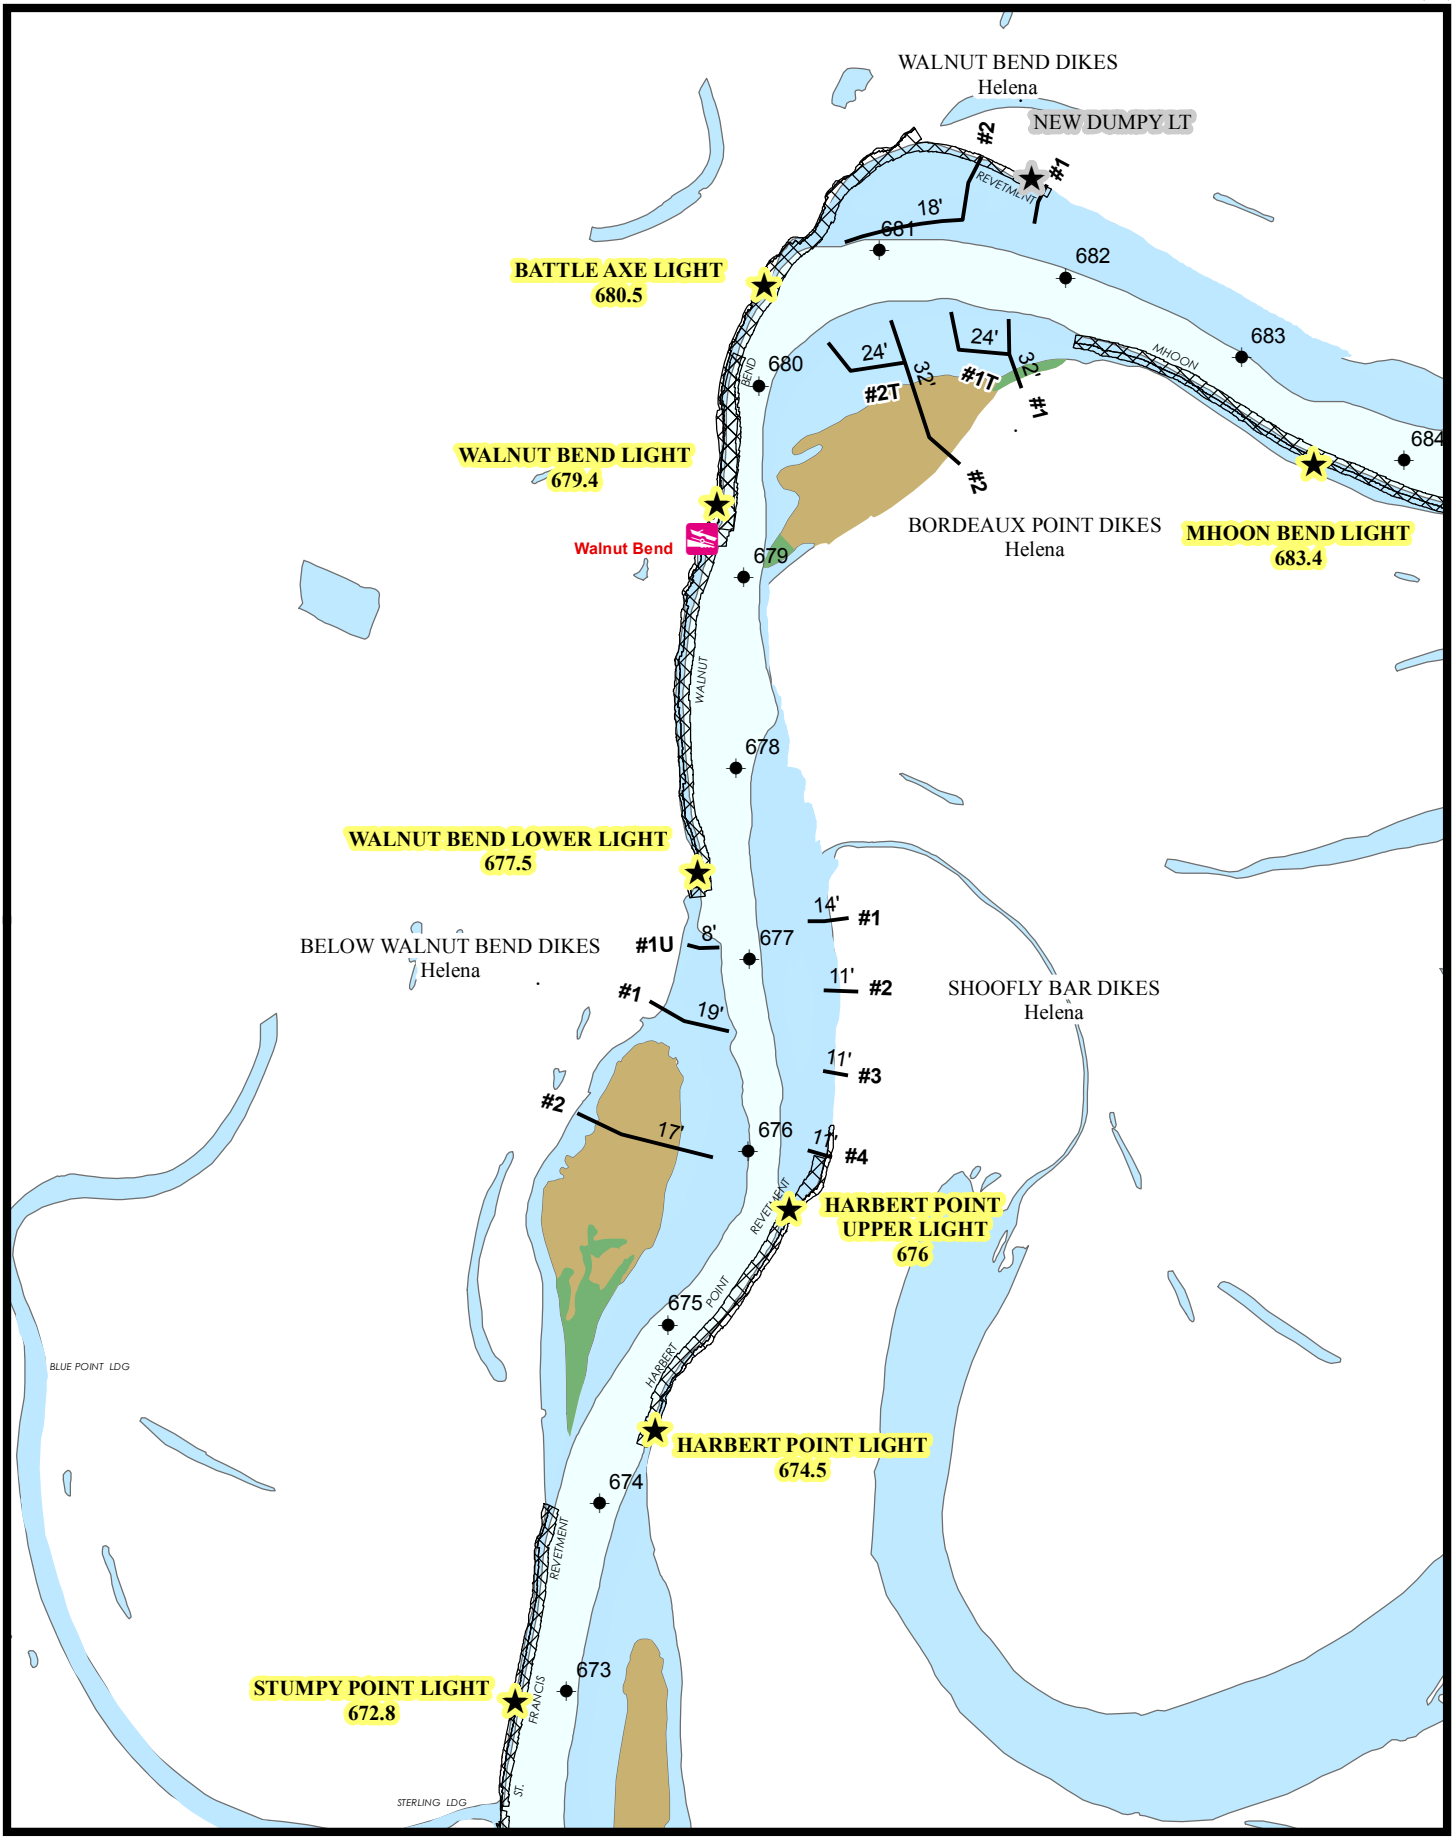 WALNUT BEND DIKES
Helena
NEW DUMPY LT
#2
#1
REVETMENT
18'
681
682
BATTLE AXE LIGHT
680.5
683
MHOON
24'
24'
32'
32'
#2T
#1T
#1
#2
BEND
680
684
WALNUT BEND LIGHT
679.4
BORDEAUX POINT DIKES
Helena
MHOON BEND LIGHT
683.4
Walnut Bend
679
WALNUT
678
WALNUT BEND LOWER LIGHT
677.5
14'
#1
BELOW WALNUT BEND DIKES
Helena
#1U
8'
677
#1
19'
11'
#2
SHOOFLY BAR DIKES
Helena
11'
#3
#2
17'
676
11'
#4
REVETMENT
HARBERT POINT
UPPER LIGHT
676
POINT
675
HARBERT
BLUE POINT LDG
HARBERT POINT LIGHT
674.5
674
REVETMENT
673
STUMPY POINT LIGHT
672.8
FRANCIS
ST.
STERLING LDG